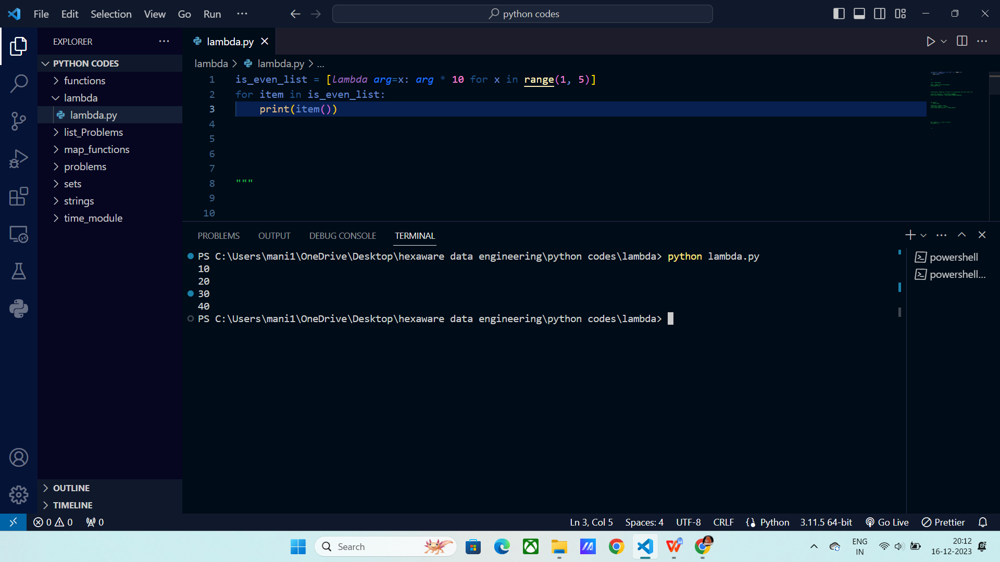 File Edit Selection View Go Run ···
python codes
EXPLORER ···
PYTHON CODES
functions
lambda
lambda.py
list_Problems
map_functions
problems
sets
strings
time_module
OUTLINE
TIMELINE
lambda.py
lambda > lambda.py > ...
1 is_even_list = [lambda arg=x: arg * 10 for x in range(1, 5)]
2 for item in is_even_list:
3 print(item())
4
5
6
7
8 """
9
10
PROBLEMS OUTPUT DEBUG CONSOLE TERMINAL
PS C:\Users\mani1\OneDrive\Desktop\hexaware data engineering\python codes\lambda> python lambda.py
10
20
30
40
PS C:\Users\mani1\OneDrive\Desktop\hexaware data engineering\python codes\lambda>
powershell
powershell...
0 0 0
Ln 3, Col 5 Spaces: 4 UTF-8 CRLF Python 3.11.5 64-bit Go Live Prettier
Search
ENG
IN
20:12
16-12-2023